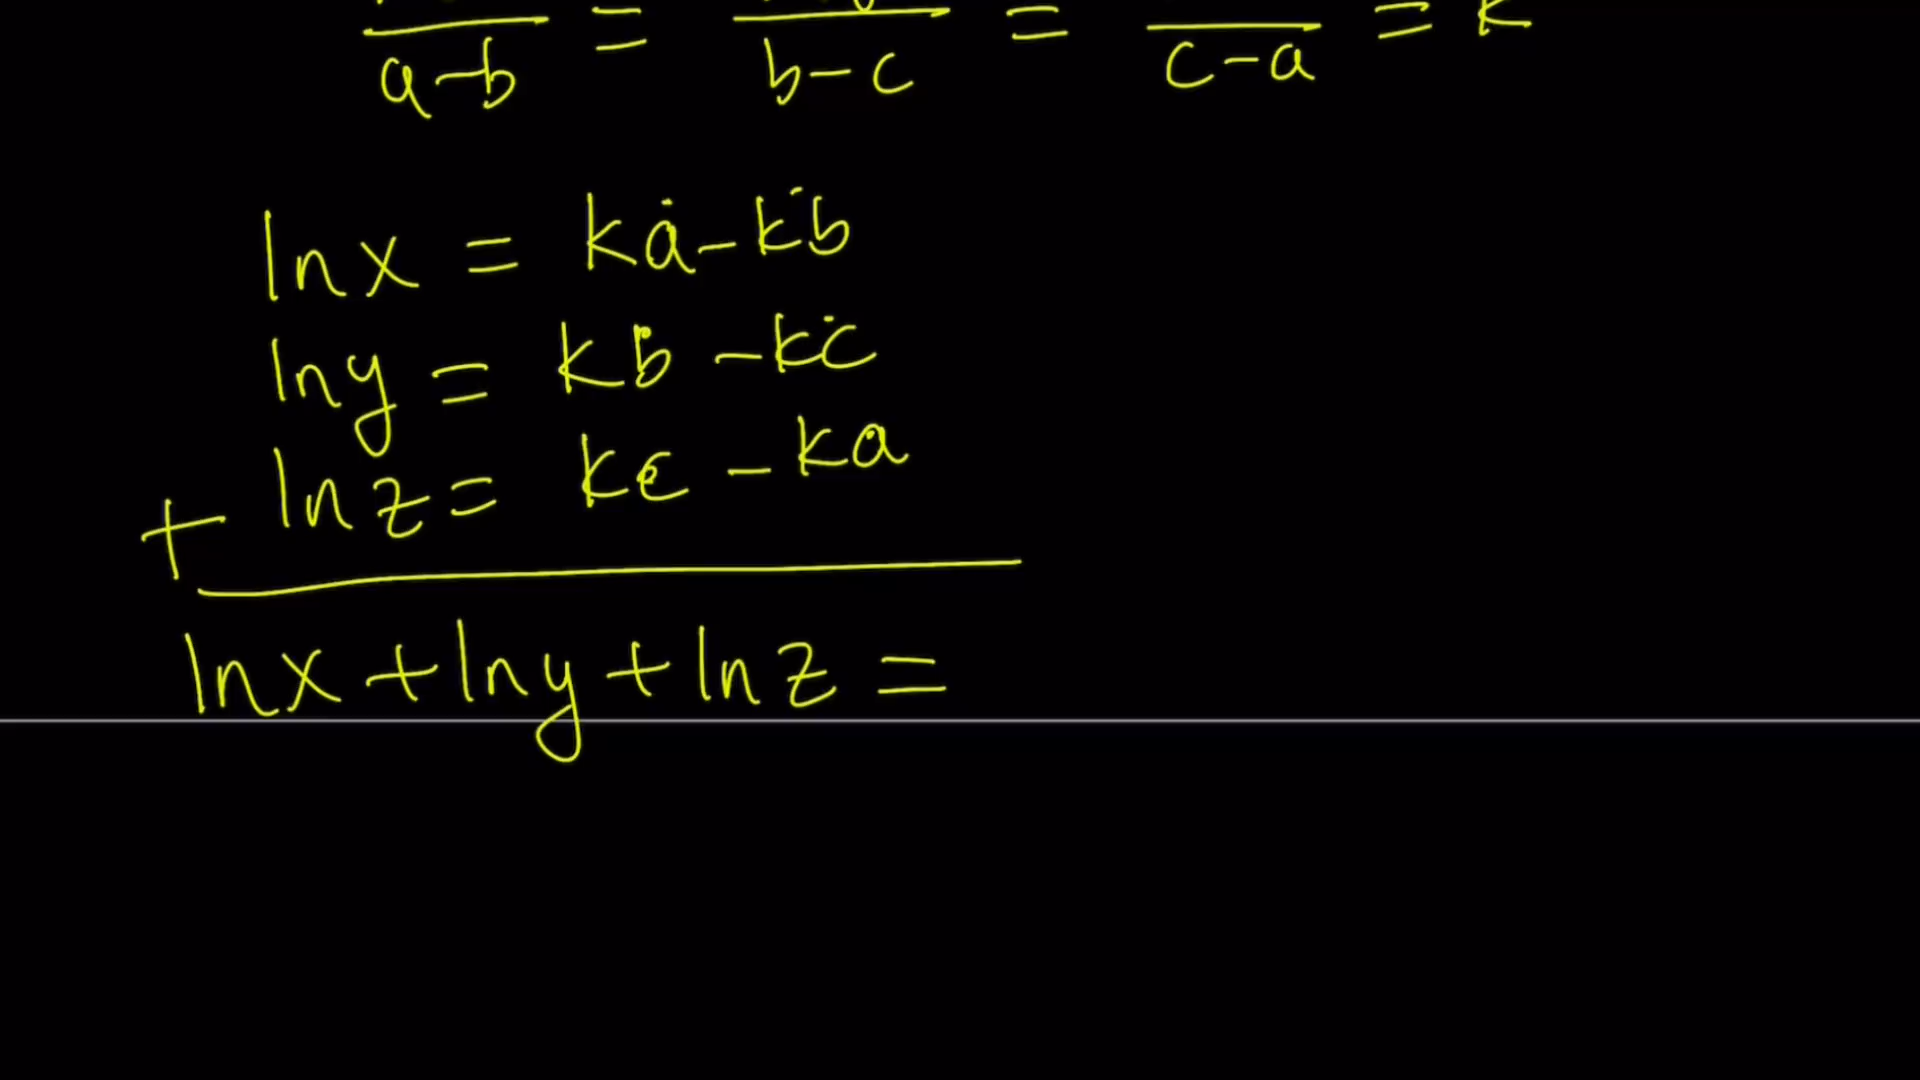 a-b = b-c = c-a = k
ln x = ka - kb
ln y = kb - kc
+ ln z = kc - ka
ln x + ln y + ln z =